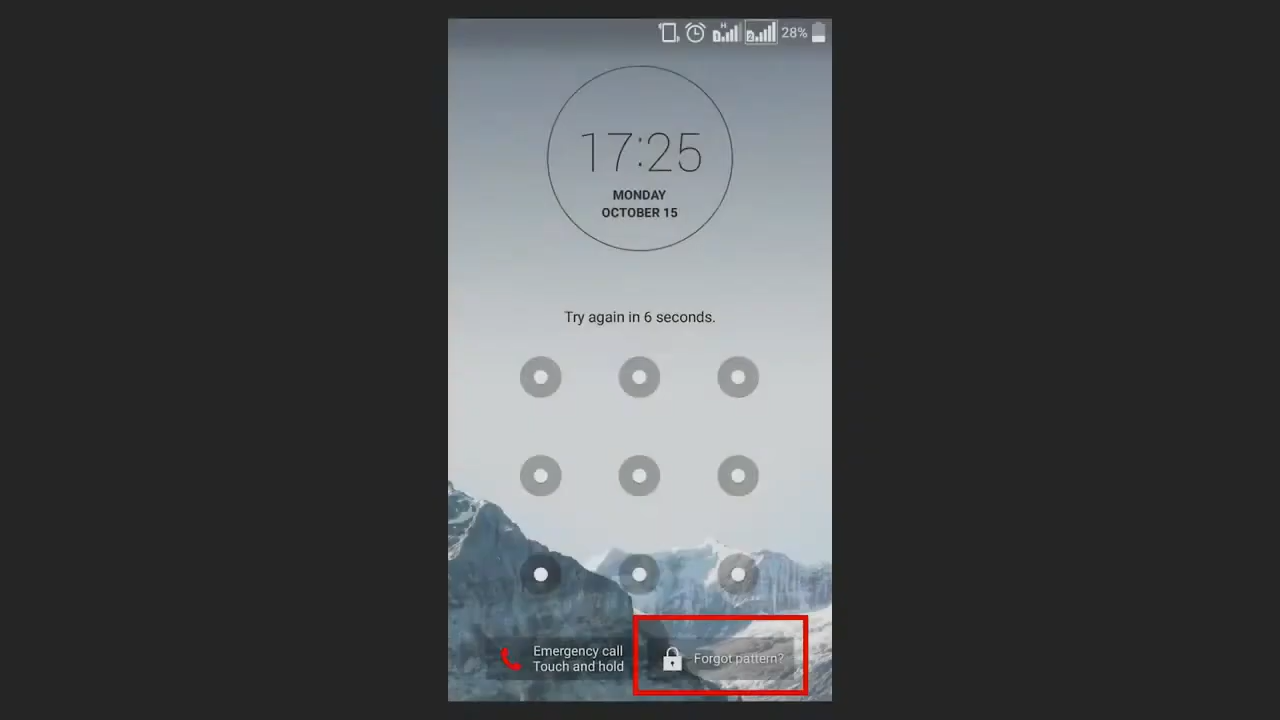 28%
17:25
MONDAY
OCTOBER 15
Try again in 6 seconds.
Emergency call
Touch and hold
Forgot pattern?